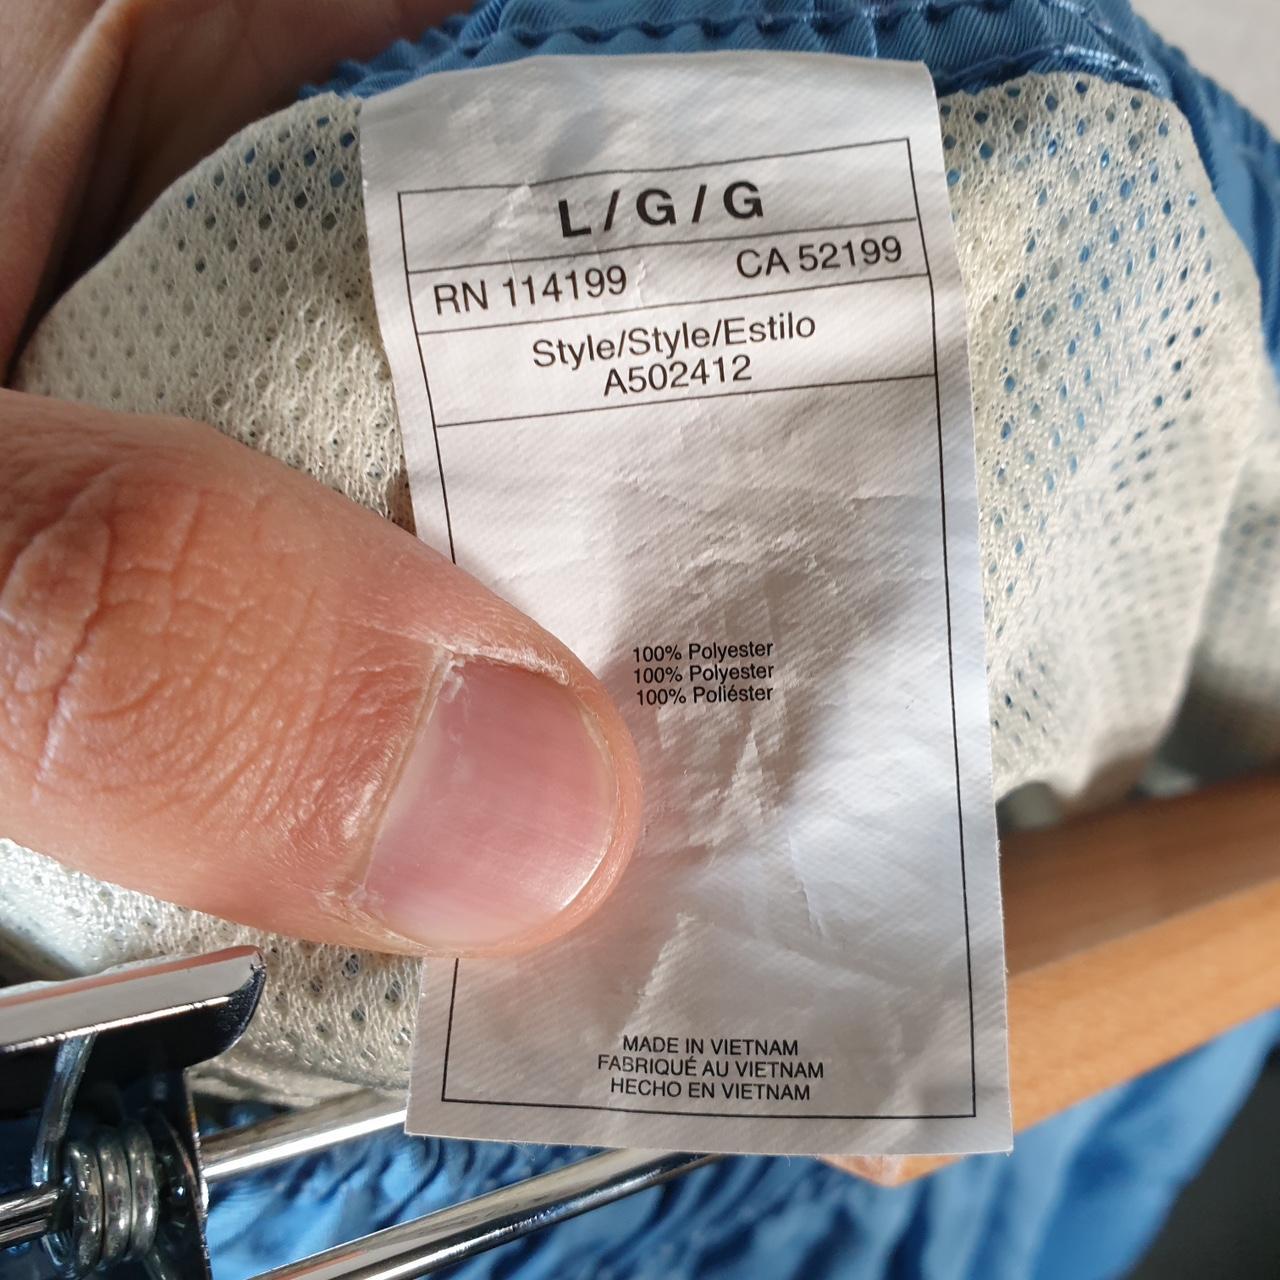 L/G/G
RN 114199 CA 52199
Style/Style/Estilo
A502412
100% Polyester
100% Polyester
100% Poliéster
MADE IN VIETNAM
FABRIQUÉ AU VIETNAM
HECHO EN VIETNAM